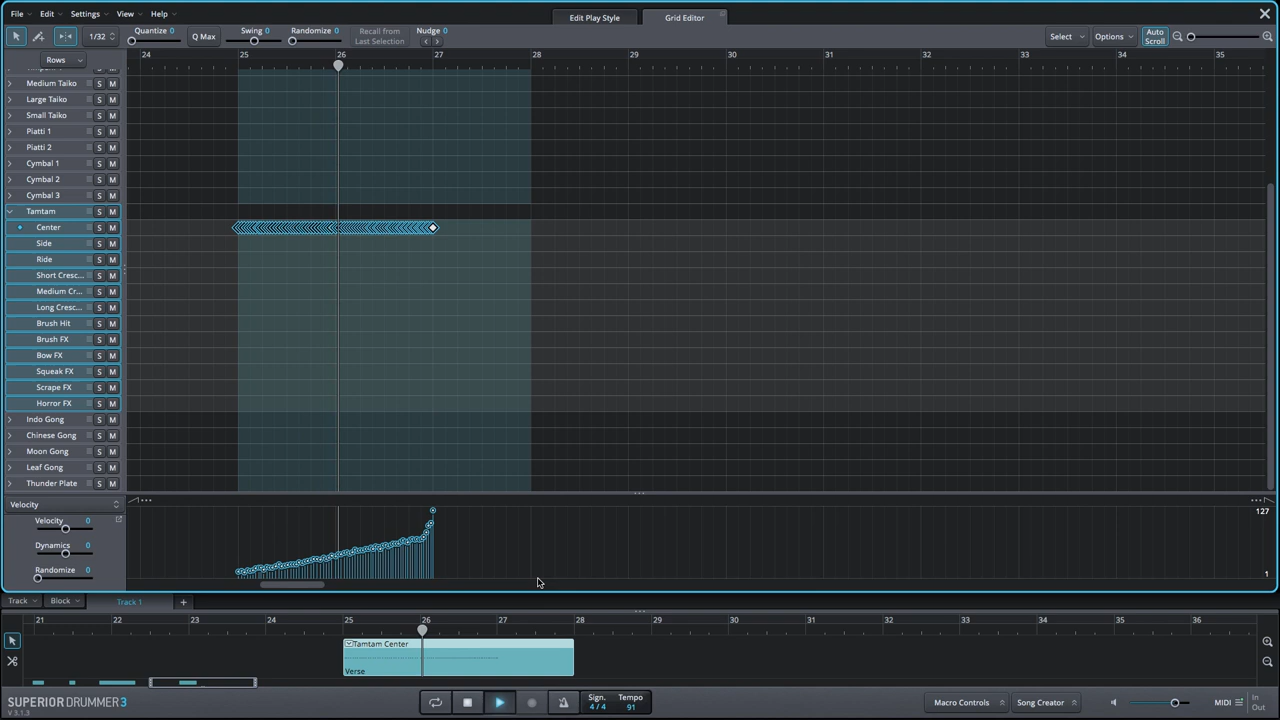 File Edit Settings View Help
Edit Play Style Grid Editor
1/32 Quantize 0 Q Max Swing 0 Randomize 0 Recall from Last Selection Nudge 0 Select Options Auto Scroll
Rows 24 25 26 27 28 29 30 31 32 33 34 35
Medium Taiko S M
Large Taiko S M
Small Taiko S M
Piatti 1 S M
Piatti 2 S M
Cymbal 1 S M
Cymbal 2 S M
Cymbal 3 S M
Tamtam S M
Center S M
Side S M
Ride S M
Short Cresc... S M
Medium Cr... S M
Long Cresc... S M
Brush Hit S M
Brush FX S M
Bow FX S M
Squeak FX S M
Scrape FX S M
Horror FX S M
Indo Gong S M
Chinese Gong S M
Moon Gong S M
Leaf Gong S M
Thunder Plate S M
Velocity 127
Velocity 0
Dynamics 0
Randomize 0 1
Track Block Track 1 +
21 22 23 24 25 26 27 28 29 30 31 32 33 34 35 36
Tamtam Center
Verse
SUPERIOR DRUMMER 3
V 3.1.3
Sign. 4 / 4 Tempo 91 Macro Controls Song Creator MIDI In Out